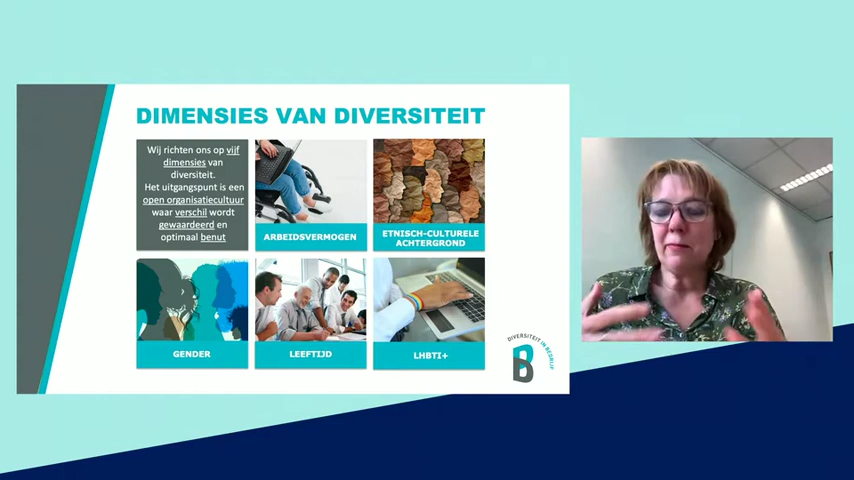 DIMENSIES VAN DIVERSITEIT
Wij richten ons op vijf
dimensies van
diversiteit.
Het uitgangspunt is een
open organisatiecultuur
waar verschil wordt
gewaardeerd en
optimaal benut
ARBEIDSVERMOGEN
ETNISCH-CULTURELE
ACHTERGROND
GENDER
LEEFTIJD
LHBTI+
DIVERSITEIT IN BEDRIJF